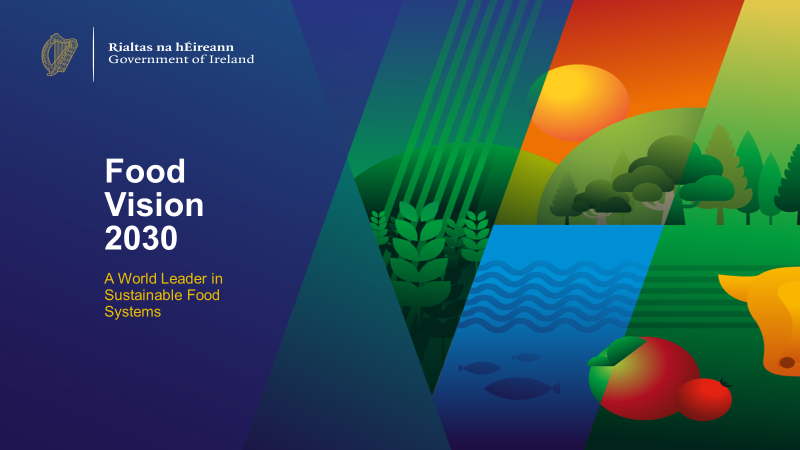 Rialtas na hÉireann
Government of Ireland
Food
Vision
2030
A World Leader in
Sustainable Food
Systems